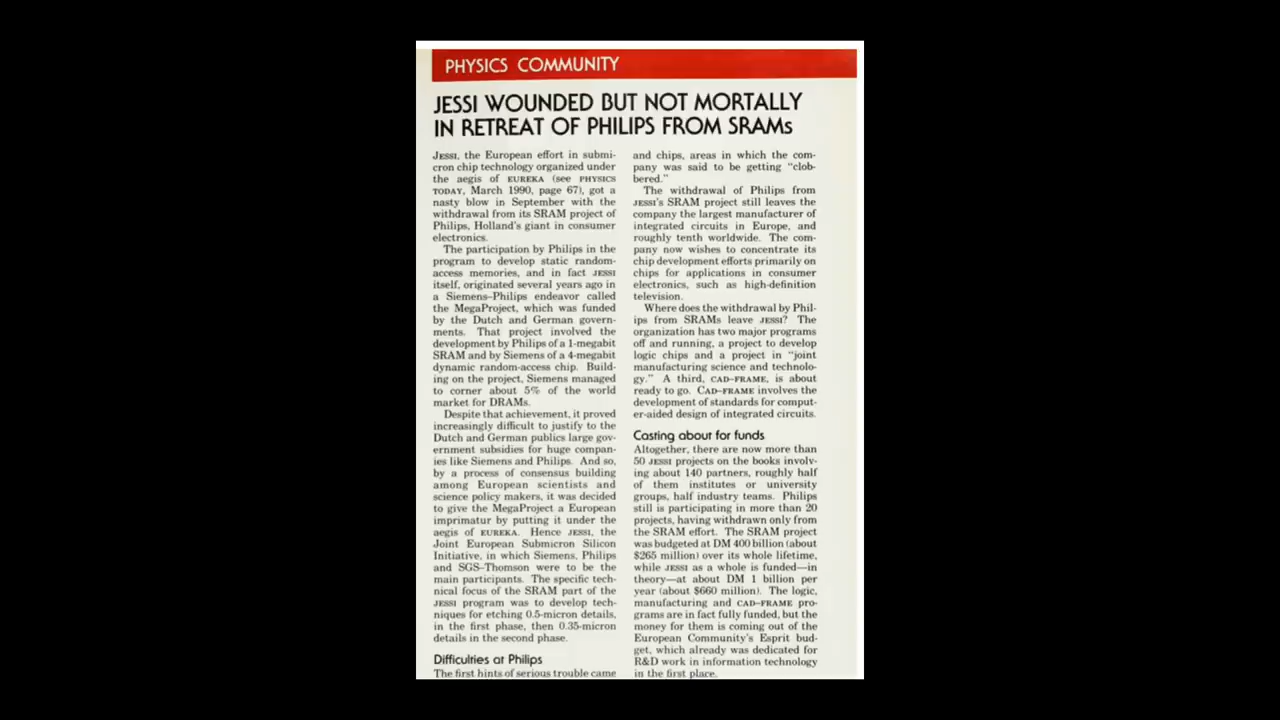 PHYSICS COMMUNITY
JESSI WOUNDED BUT NOT MORTALLY
IN RETREAT OF PHILIPS FROM SRAMs
JESSI, the European effort in submi-
cron chip technology organized under
the aegis of EUREKA (see PHYSICS
TODAY, March 1990, page 67), got a
nasty blow in September with the
withdrawal from its SRAM project of
Philips, Holland's giant in consumer
electronics.
The participation by Philips in the
program to develop static random-
access memories, and in fact JESSI
itself, originated several years ago in
a Siemens–Philips endeavor called
the MegaProject, which was funded
by the Dutch and German govern-
ments. That project involved the
development by Philips of a 1-megabit
SRAM and by Siemens of a 4-megabit
dynamic random-access chip. Build-
ing on the project, Siemens managed
to corner about 5% of the world
market for DRAMs.
Despite that achievement, it proved
increasingly difficult to justify to the
Dutch and German publics large gov-
ernment subsidies for huge compan-
ies like Siemens and Philips. And so,
by a process of consensus building
among European scientists and
science policy makers, it was decided
to give the MegaProject a European
imprimatur by putting it under the
aegis of EUREKA. Hence JESSI, the
Joint European Submicron Silicon
Initiative, in which Siemens, Philips
and SGS–Thomson were to be the
main participants. The specific tech-
nical focus of the SRAM part of the
JESSI program was to develop tech-
niques for etching 0.5-micron details,
in the first phase, then 0.35-micron
details in the second phase.
Difficulties at Philips
The first hints of serious trouble came
and chips, areas in which the com-
pany was said to be getting “clob-
bered.”
The withdrawal of Philips from
JESSI's SRAM project still leaves the
company the largest manufacturer of
integrated circuits in Europe, and
roughly tenth worldwide. The com-
pany now wishes to concentrate its
chip development efforts primarily on
chips for applications in consumer
electronics, such as high-definition
television.
Where does the withdrawal by Phil-
ips from SRAMs leave JESSI? The
organization has two major programs
off and running, a project to develop
logic chips and a project in “joint
manufacturing science and technolo-
gy.” A third, CAD–FRAME, is about
ready to go. CAD–FRAME involves the
development of standards for comput-
er-aided design of integrated circuits.
Casting about for funds
Altogether, there are now more than
50 JESSI projects on the books involv-
ing about 140 partners, roughly half
of them institutes or university
groups, half industry teams. Philips
still is participating in more than 20
projects, having withdrawn only from
the SRAM effort. The SRAM project
was budgeted at DM 400 billion (about
$265 million) over its whole lifetime,
while JESSI as a whole is funded—in
theory—at about DM 1 billion per
year (about $660 million). The logic,
manufacturing and CAD–FRAME pro-
grams are in fact fully funded, but the
money for them is coming out of the
European Community's Esprit bud-
get, which already was dedicated for
R&D work in information technology
in the first place.